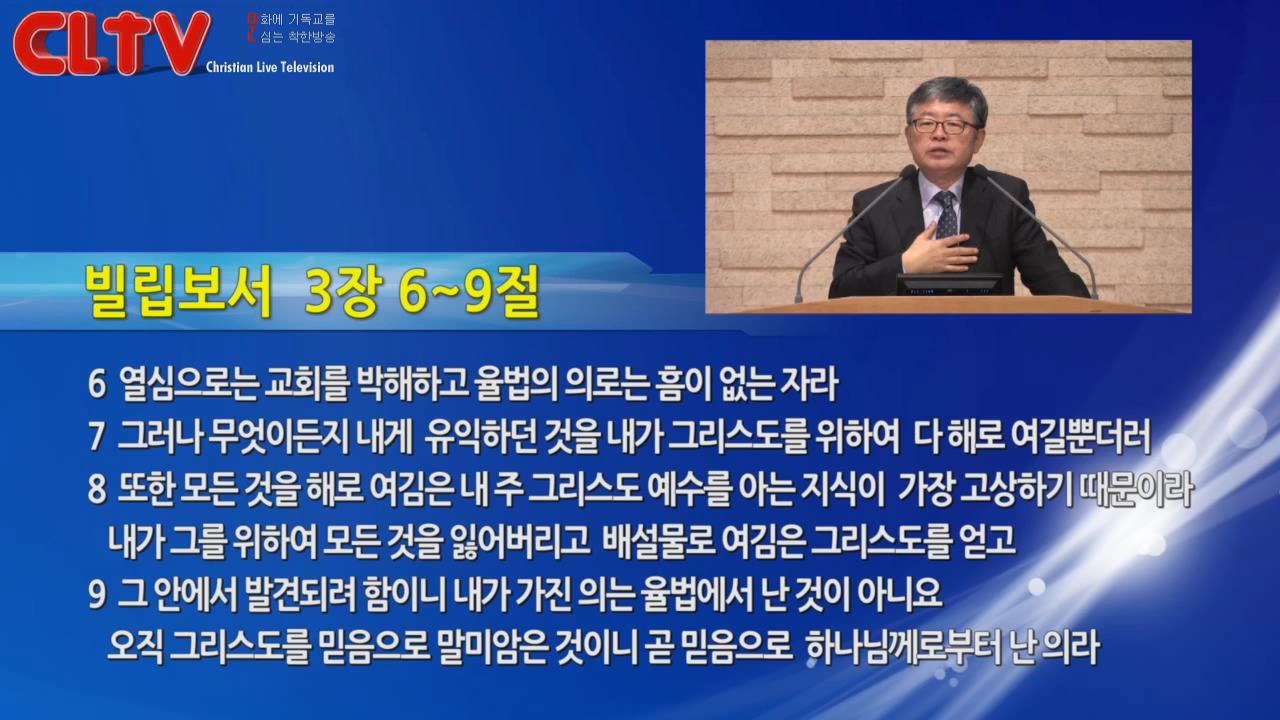 CLTV
문화에 기독교를
심는 착한방송
Christian Live Television
빌립보서 3장 6~9절
6 열심으로는 교회를 박해하고 율법의 의로는 흠이 없는 자라
7 그러나 무엇이든지 내게 유익하던 것을 내가 그리스도를 위하여 다 해로 여길뿐더러
8 또한 모든 것을 해로 여김은 내 주 그리스도 예수를 아는 지식이 가장 고상하기 때문이라
내가 그를 위하여 모든 것을 잃어버리고 배설물로 여김은 그리스도를 얻고
9 그 안에서 발견되려 함이니 내가 가진 의는 율법에서 난 것이 아니요
오직 그리스도를 믿음으로 말미암은 것이니 곧 믿음으로 하나님께로부터 난 의라